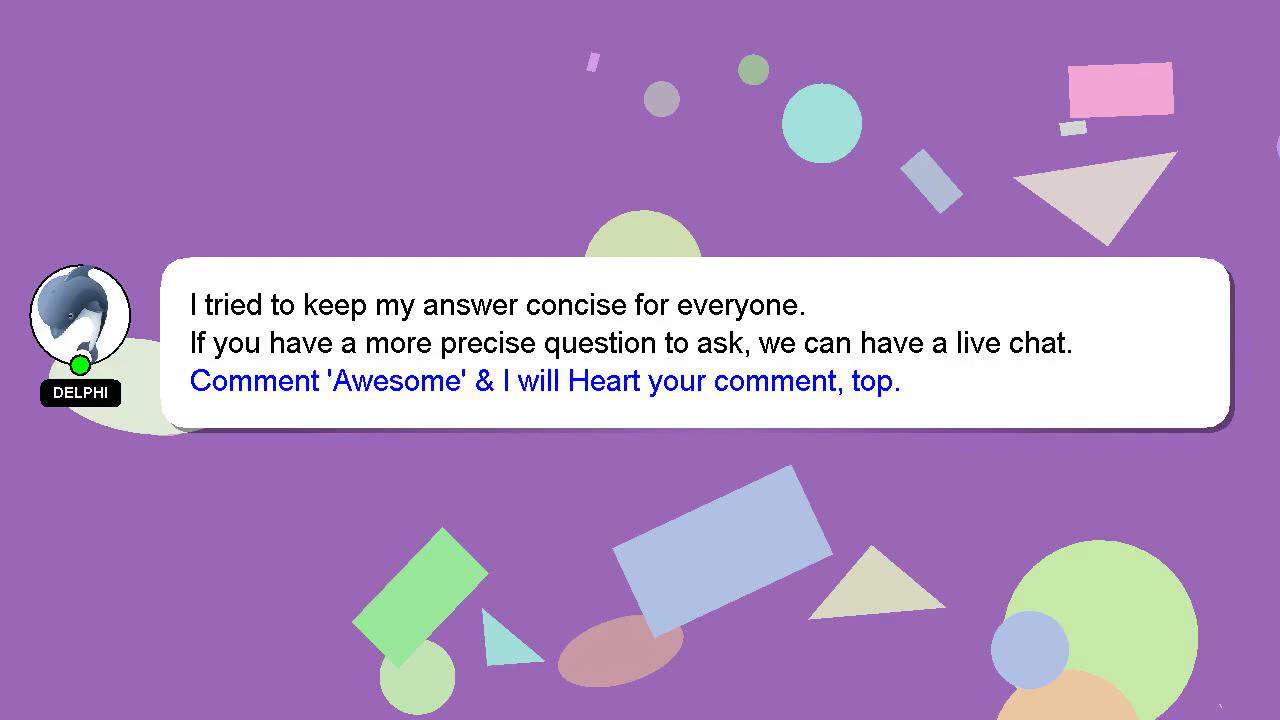 I tried to keep my answer concise for everyone.
If you have a more precise question to ask, we can have a live chat.
Comment 'Awesome' & I will Heart your comment, top.
DELPHI